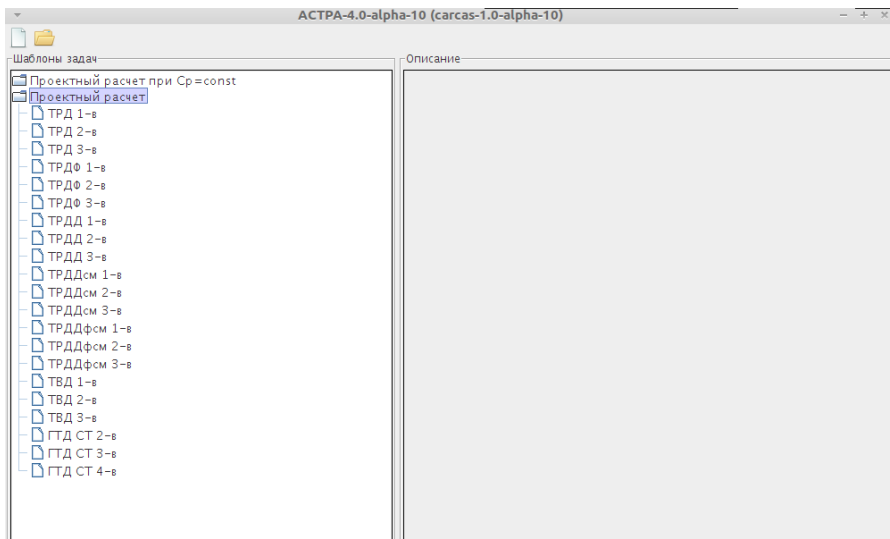 АСТРА-4.0-alpha-10 (carcas-1.0-alpha-10)
Шаблоны задач
Описание
Проектный расчет при Cp=const
Проектный расчет
ТРД 1-в
ТРД 2-в
ТРД 3-в
ТРДФ 1-в
ТРДФ 2-в
ТРДФ 3-в
ТРДД 1-в
ТРДД 2-в
ТРДД 3-в
ТРДДсм 1-в
ТРДДсм 2-в
ТРДДсм 3-в
ТРДДфсм 1-в
ТРДДфсм 2-в
ТРДДфсм 3-в
ТВД 1-в
ТВД 2-в
ТВД 3-в
ГТД СТ 2-в
ГТД СТ 3-в
ГТД СТ 4-в